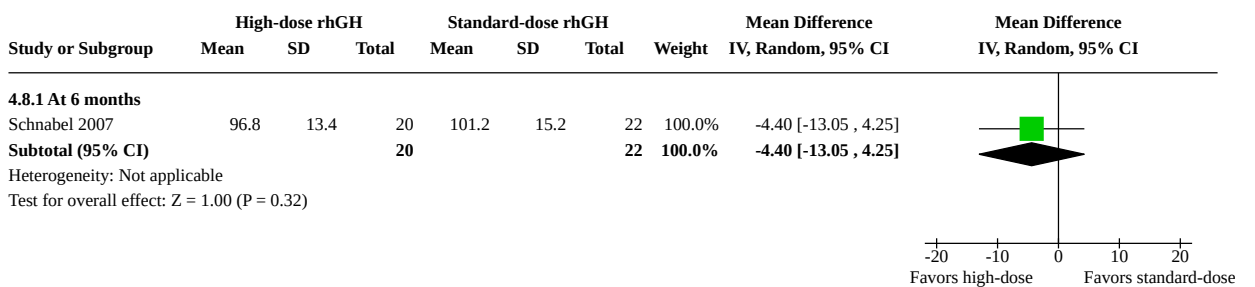 High-dose rhGH Standard-dose rhGH Mean Difference Mean Difference
Study or Subgroup Mean SD Total Mean SD Total Weight IV, Random, 95% CI IV, Random, 95% CI
4.8.1 At 6 months
Schnabel 2007 96.8 13.4 20 101.2 15.2 22 100.0% -4.40 [-13.05 , 4.25]
Subtotal (95% CI) 20 22 100.0% -4.40 [-13.05 , 4.25]
Heterogeneity: Not applicable
Test for overall effect: Z = 1.00 (P = 0.32)
-20 -10 0 10 20
Favors high-dose Favors standard-dose